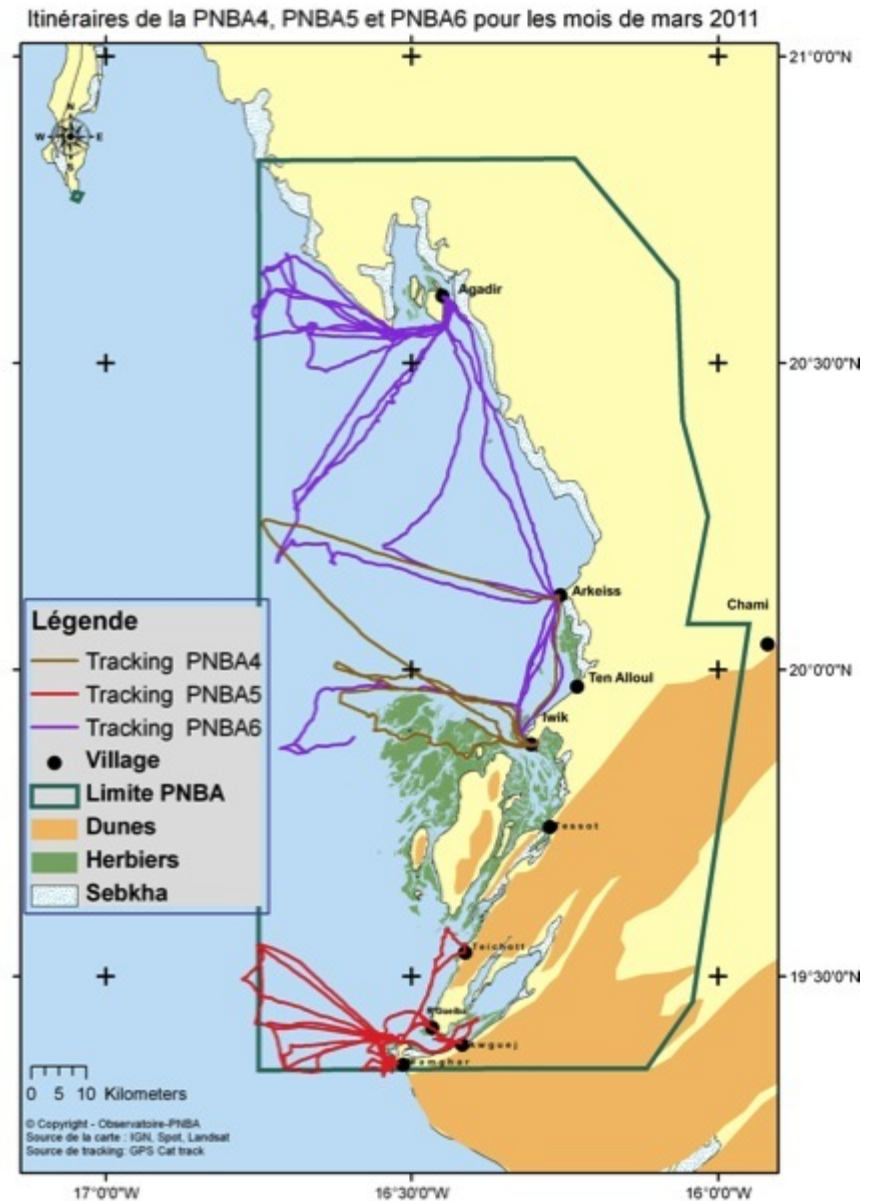 Itinéraires de la PNBA4, PNBA5 et PNBA6 pour les mois de mars 2011
21°0'0"N
N
W E
S
Agadir
20°30'0"N
Arkeiss
Chami
Légende
Tracking PNBA4
Tracking PNBA5
Tracking PNBA6
Village
Limite PNBA
Dunes
Herbiers
Sebkha
20°0'0"N
Ten Alloul
Iwik
Tessot
Teichott
19°30'0"N
R'Gueiba
Awguej
Mamghar
0 5 10 Kilometers
© Copyright - Observatoire-PNBA
Source de la carte : IGN, Spot, Landsat
Source de tracking: GPS Cat track
17°0'0"W 16°30'0"W 16°0'0"W